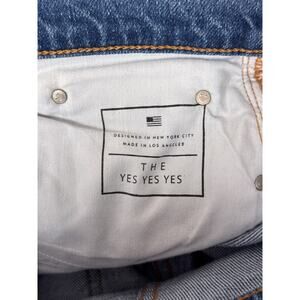 DESIGNED IN NEW YORK CITY
MADE IN LOS ANGELES
THE
YES YES YES